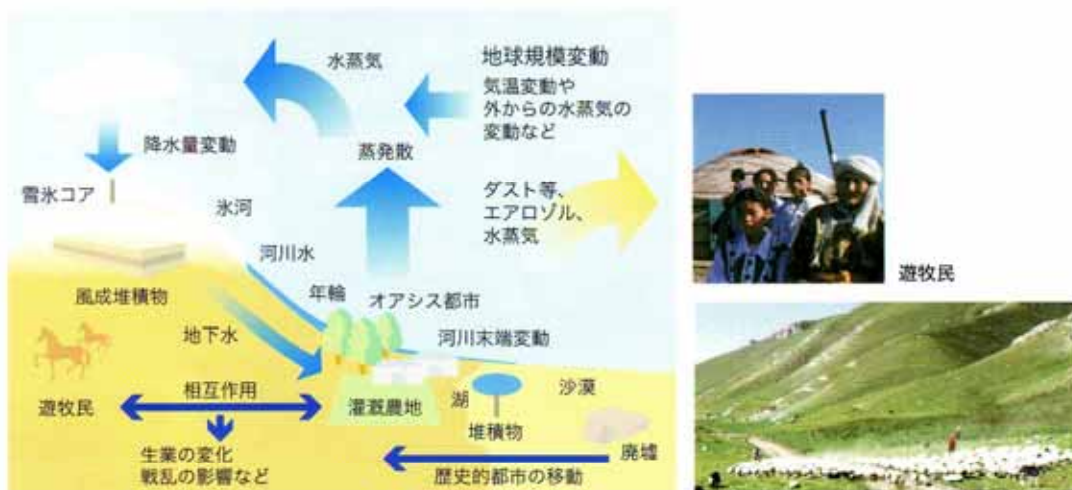 水蒸気
地球規模変動
気温変動や
外からの水蒸気の
変動など
降水量変動
蒸発散
雪氷コア
氷河
ダスト等、
エアロゾル、
水蒸気
河川水
風成堆積物
年輪
オアシス都市
地下水
河川末端変動
相互作用
遊牧民
灌漑農地
湖
沙漠
堆積物
廃墟
生業の変化
戦乱の影響など
歴史的都市の移動
遊牧民